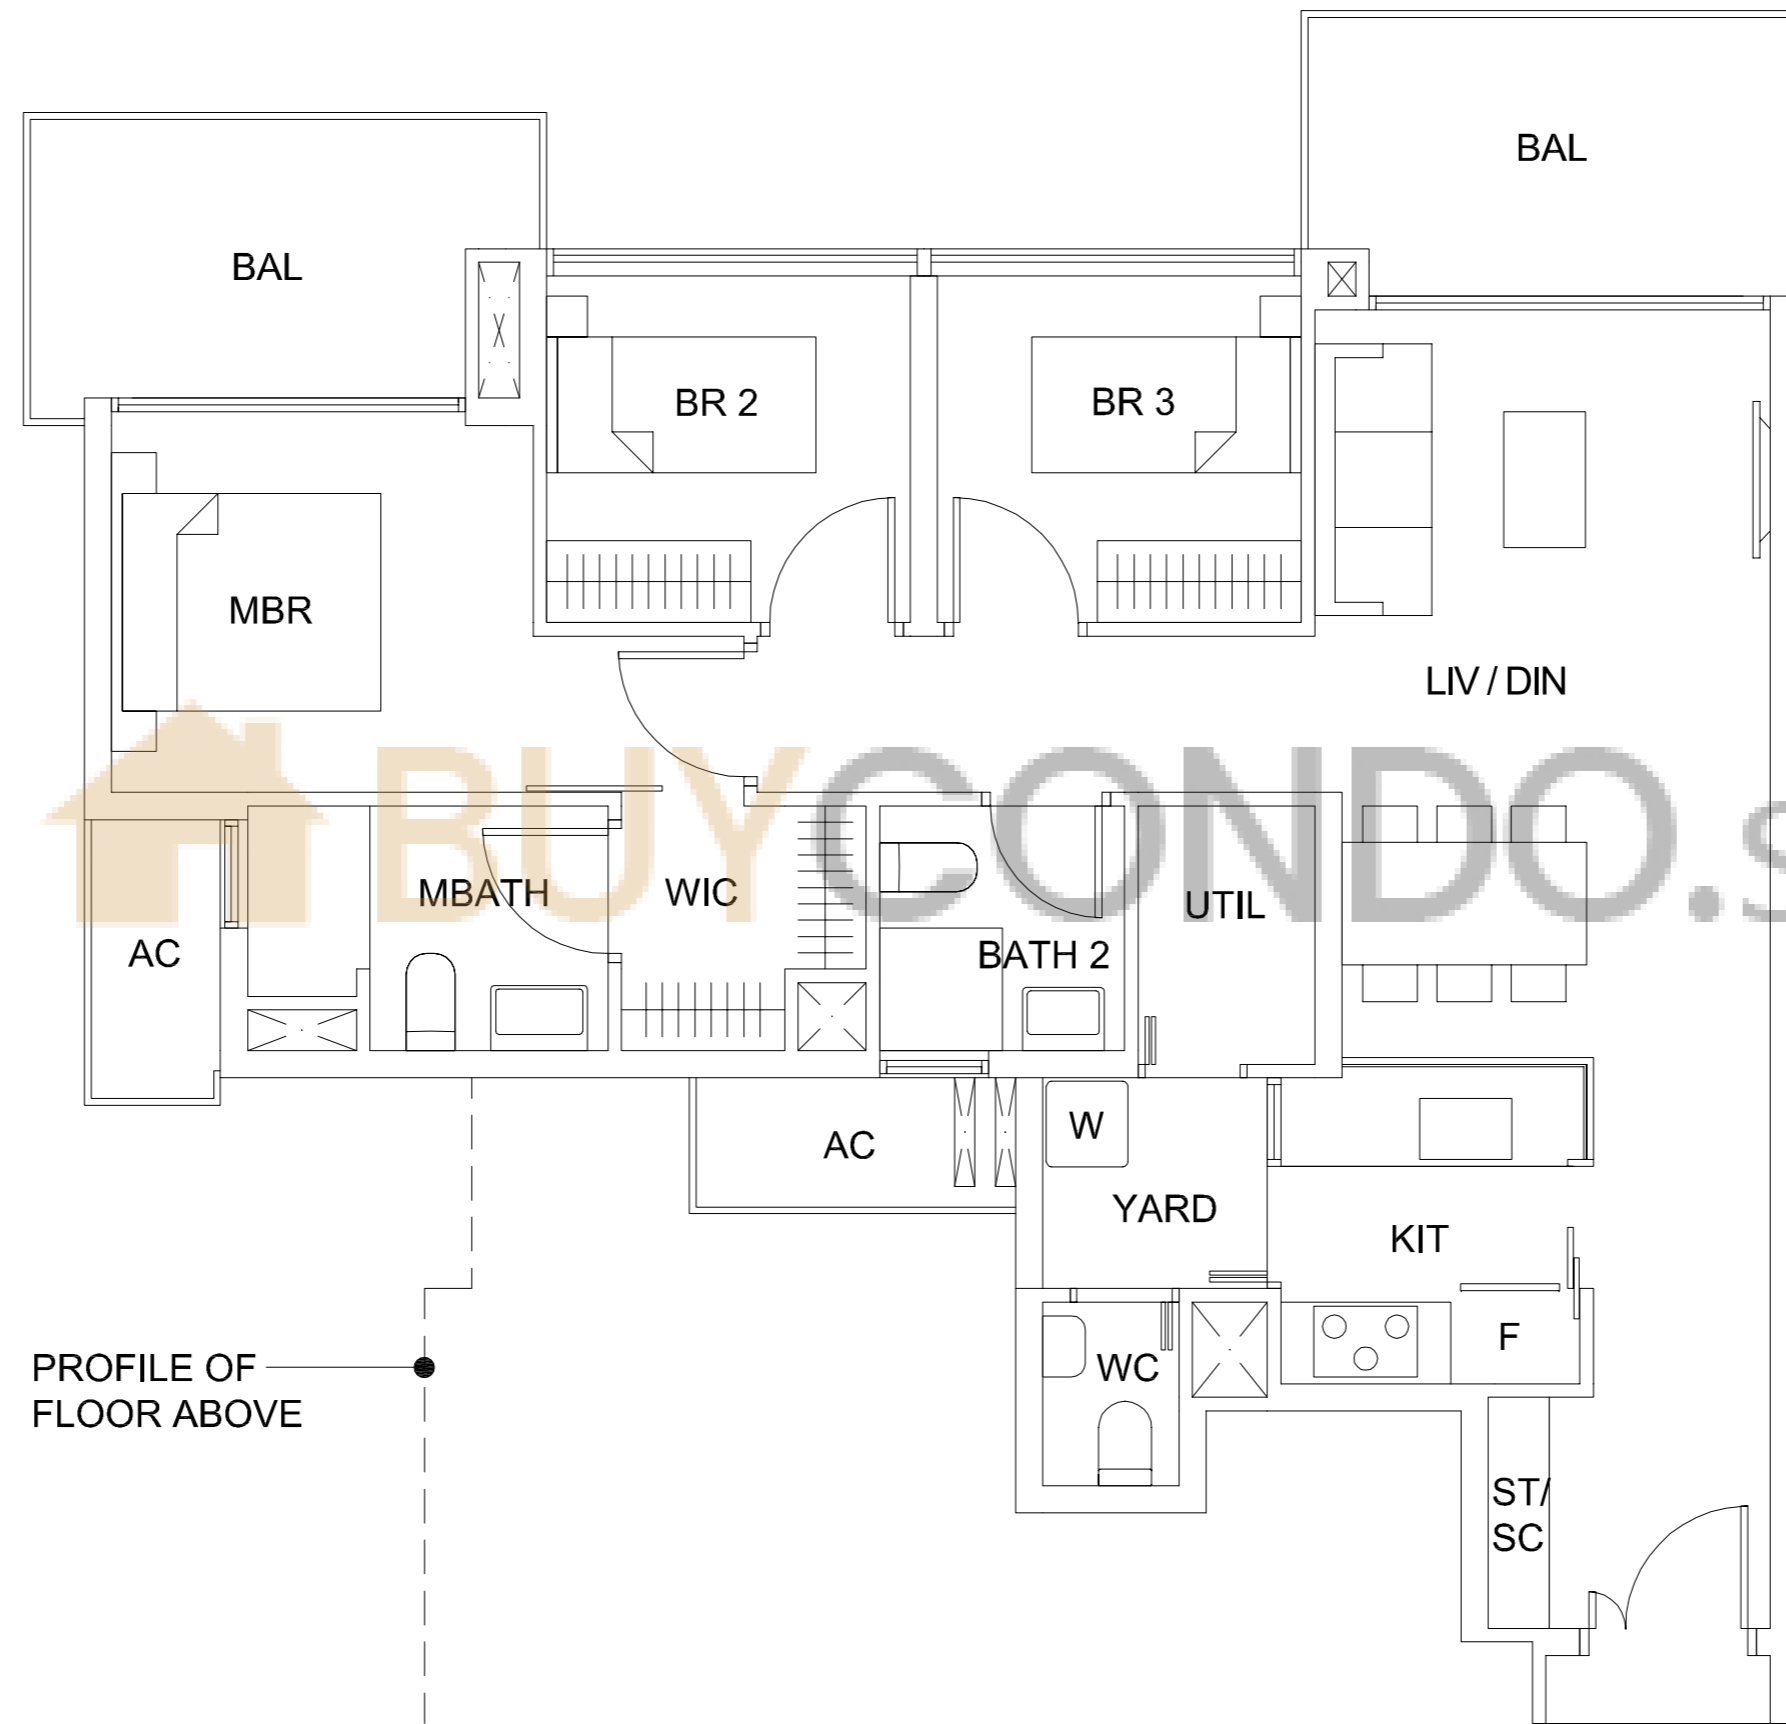 BAL
BAL
BR 2
BR 3
MBR
LIV / DIN
BUYCONDO.s
MBATH
WIC
UTIL
AC
BATH 2
W
AC
YARD
KIT
F
PROFILE OF
FLOOR ABOVE
WC
ST/
SC